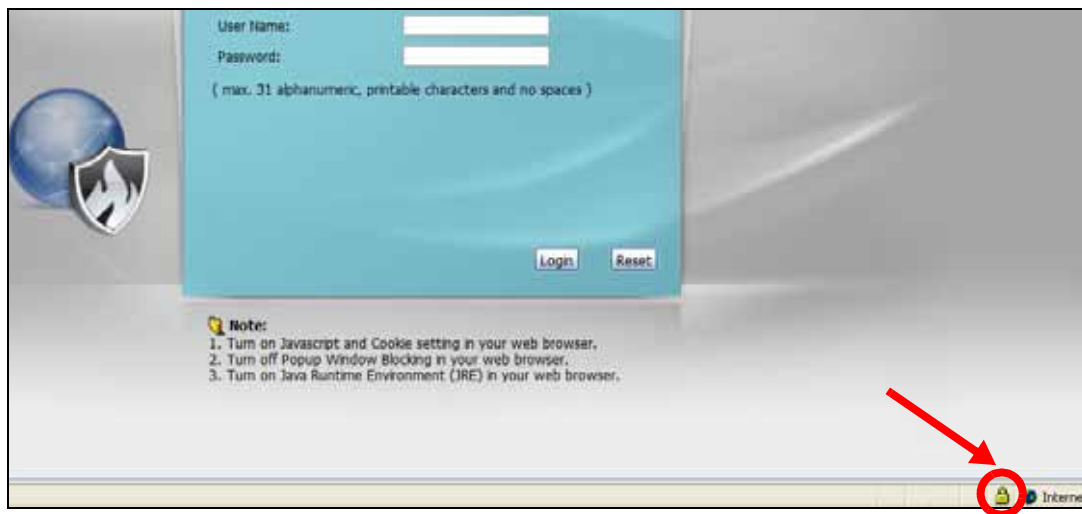 User Name:
Password:
( max. 31 alphanumeric, printable characters and no spaces )
Login Reset
Note:
1. Turn on Javascript and Cookie setting in your web browser.
2. Turn off Popup Window Blocking in your web browser.
3. Turn on Java Runtime Environment (JRE) in your web browser.
Interne